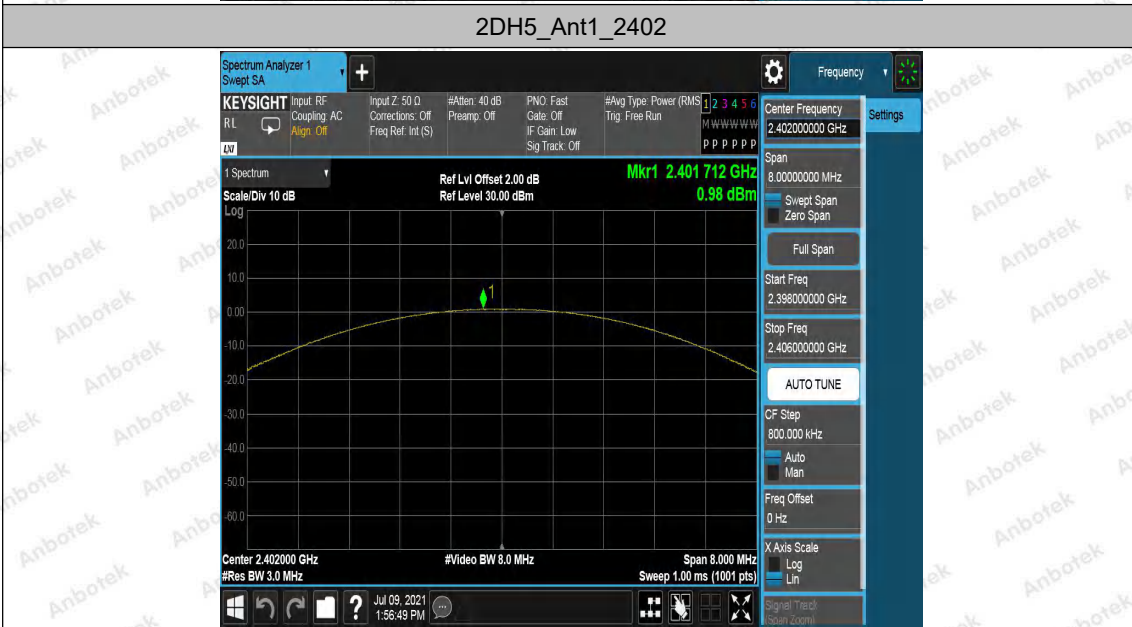 2DH5_Ant1_2402
Spectrum Analyzer 1
Swept SA
+
Frequency
KEYSIGHT
RL
LXI
Input: RF
Coupling: AC
Align: Off
Input Z: 50 Ω
Corrections: Off
Freq Ref: Int (S)
#Atten: 40 dB
Preamp: Off
PNO: Fast
Gate: Off
IF Gain: Low
Sig Track: Off
#Avg Type: Power (RMS
Trig: Free Run
1 2 3 4 5 6
M W W W W W
P P P P P P
1 Spectrum
Scale/Div 10 dB
Log
Ref Lvl Offset 2.00 dB
Ref Level 30.00 dBm
Mkr1 2.401 712 GHz
0.98 dBm
20.0
10.0
0.00
-10.0
-20.0
-30.0
-40.0
-50.0
-60.0
1
Center 2.402000 GHz
#Res BW 3.0 MHz
#Video BW 8.0 MHz
Span 8.000 MHz
Sweep 1.00 ms (1001 pts)
Jul 09, 2021
1:56:49 PM
?
Center Frequency
2.402000000 GHz
Settings
Span
8.00000000 MHz
Swept Span
Zero Span
Full Span
Start Freq
2.398000000 GHz
Stop Freq
2.406000000 GHz
AUTO TUNE
CF Step
800.000 kHz
Auto
Man
Freq Offset
0 Hz
X Axis Scale
Log
Lin
Signal Track
(Span Zoom)
Anbotek